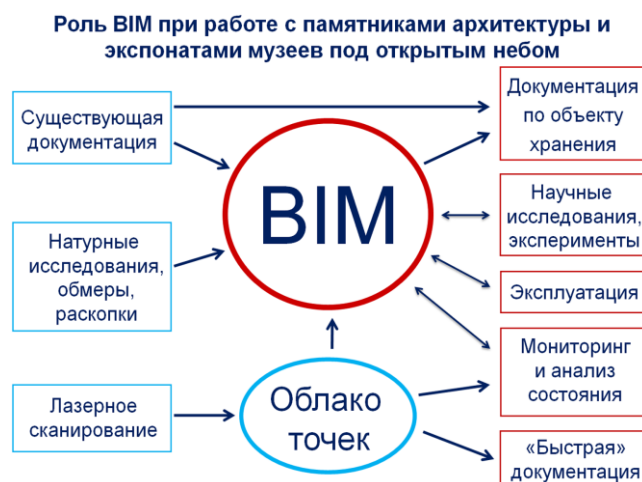 Роль BIM при работе с памятниками архитектуры и
экспонатами музеев под открытым небом
Существующая
документация
Натурные
исследования,
обмеры,
раскопки
Лазерное
сканирование
BIM
Облако
точек
Документация
по объекту
хранения
Научные
исследования,
эксперименты
Эксплуатация
Мониторинг
и анализ
состояния
«Быстрая»
документация